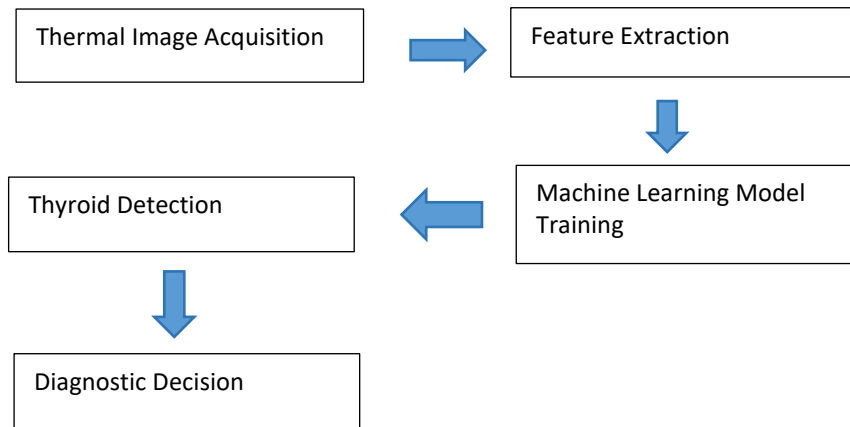 Thermal Image Acquisition
Feature Extraction
Machine Learning Model
Training
Thyroid Detection
Diagnostic Decision